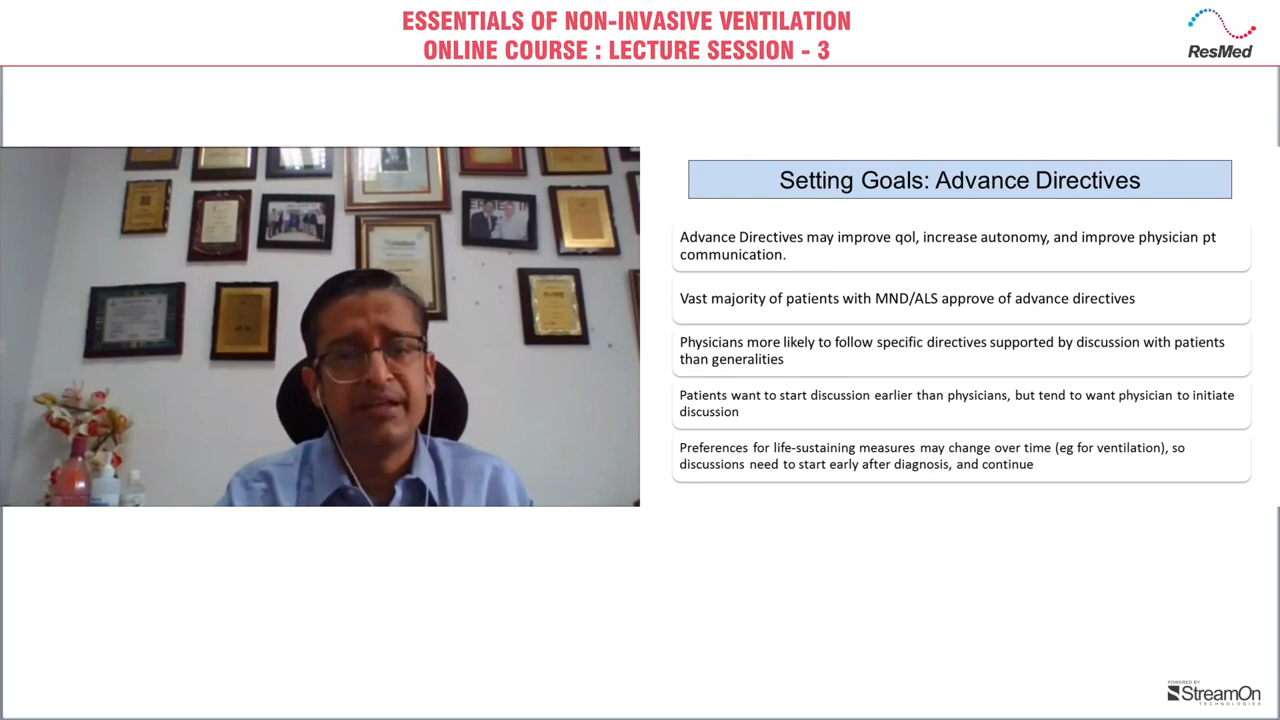 ESSENTIALS OF NON-INVASIVE VENTILATION
ONLINE COURSE : LECTURE SESSION - 3
ResMed
Setting Goals: Advance Directives
Advance Directives may improve qol, increase autonomy, and improve physician pt
communication.
Vast majority of patients with MND/ALS approve of advance directives
Physicians more likely to follow specific directives supported by discussion with patients
than generalities
Patients want to start discussion earlier than physicians, but tend to want physician to initiate
discussion
Preferences for life-sustaining measures may change over time (eg for ventilation), so
discussions need to start early after diagnosis, and continue
POWERED BY
StreamOn
TECHNOLOGIES